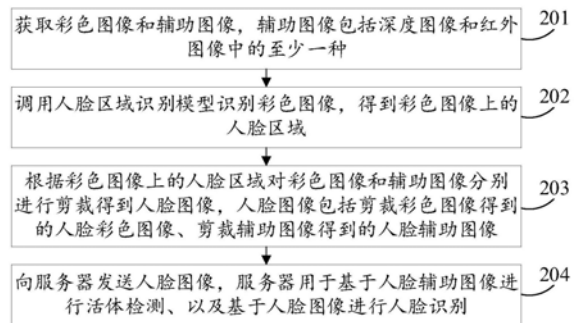 获取彩色图像和辅助图像，辅助图像包括深度图像和红外
图像中的至少一种
201
调用人脸区域识别模型识别彩色图像，得到彩色图像上的
人脸区域
202
根据彩色图像上的人脸区域对彩色图像和辅助图像分别
进行剪裁得到人脸图像，人脸图像包括剪裁彩色图像得到
的人脸彩色图像、剪裁辅助图像得到的人脸辅助图像
203
向服务器发送人脸图像，服务器用于基于人脸辅助图像进
行活体检测、以及基于人脸图像进行人脸识别
204